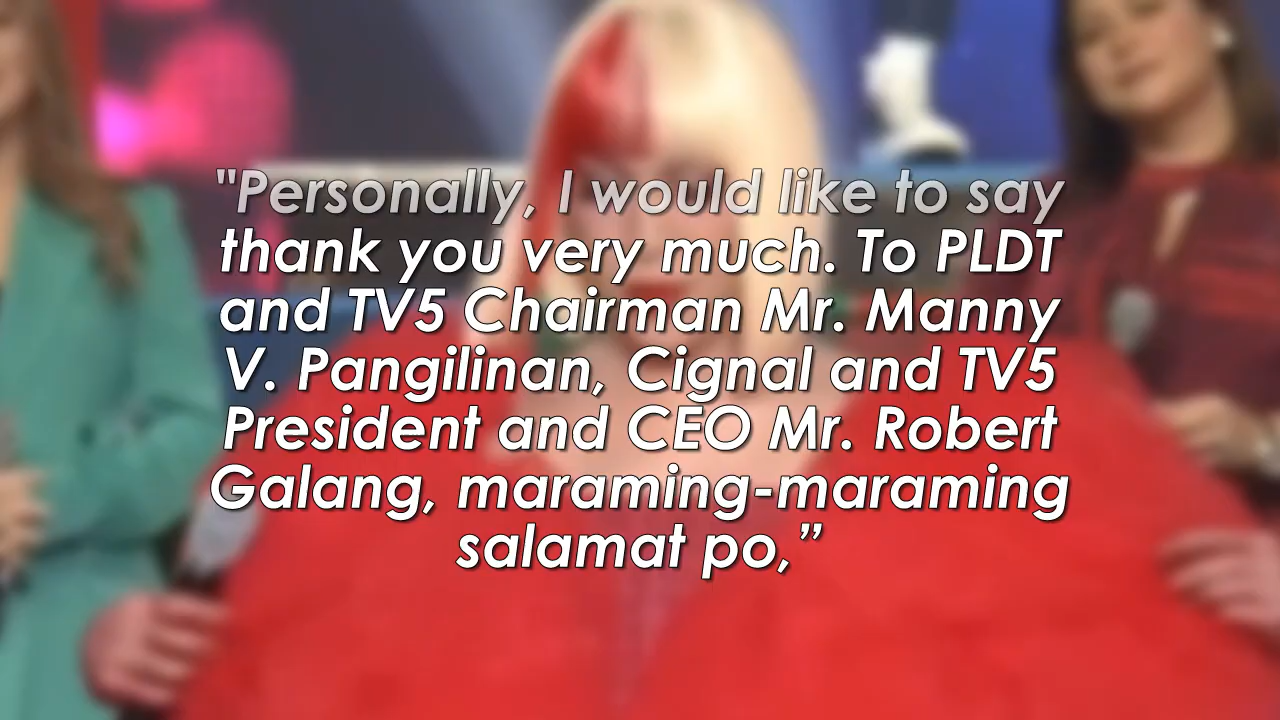 "Personally, I would like to say
thank you very much. To PLDT
and TV5 Chairman Mr. Manny
V. Pangilinan, Cignal and TV5
President and CEO Mr. Robert
Galang, maraming-maraming
salamat po,”